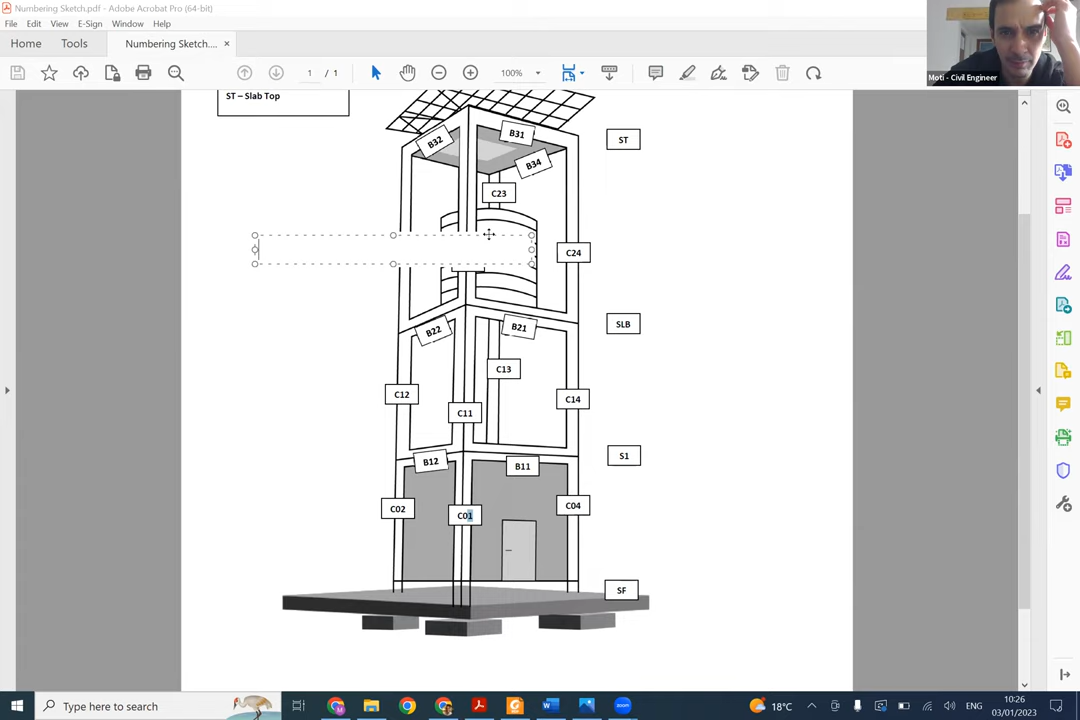 Numbering Sketch.pdf - Adobe Acrobat Pro (64-bit)
File Edit View E-Sign Window Help
Home Tools Numbering Sketch.... ×
1 / 1 100%
Moti - Civil Engineer
ST – Slab Top
B32 B31 ST
B34
C23
C24
B22 B21 SLB
C13
C12 C14
C11
B12 B11 S1
C02 C01 C04
SF
Type here to search
W zoom 18°C ENG 10:26
03/01/2023